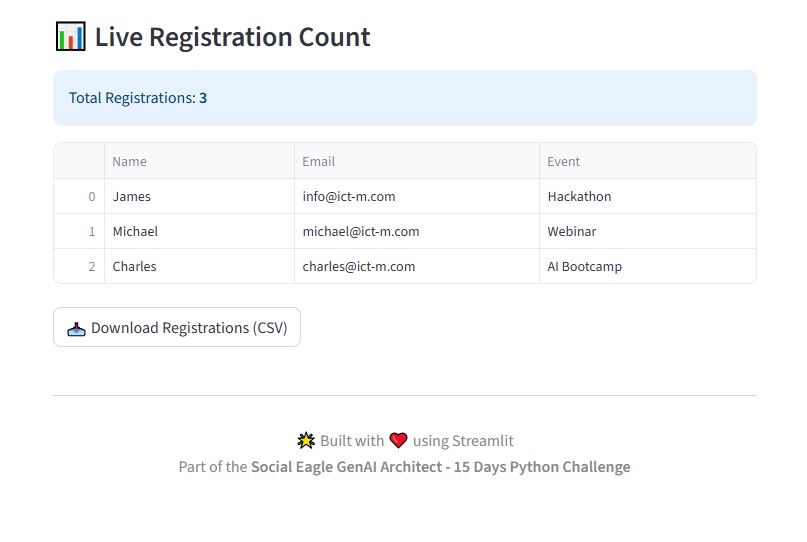 📊 Live Registration Count
Total Registrations: 3
Name Email Event
0 James info@ict-m.com Hackathon
1 Michael michael@ict-m.com Webinar
2 Charles charles@ict-m.com AI Bootcamp
📥 Download Registrations (CSV)
🌟 Built with ❤️ using Streamlit
Part of the Social Eagle GenAI Architect - 15 Days Python Challenge